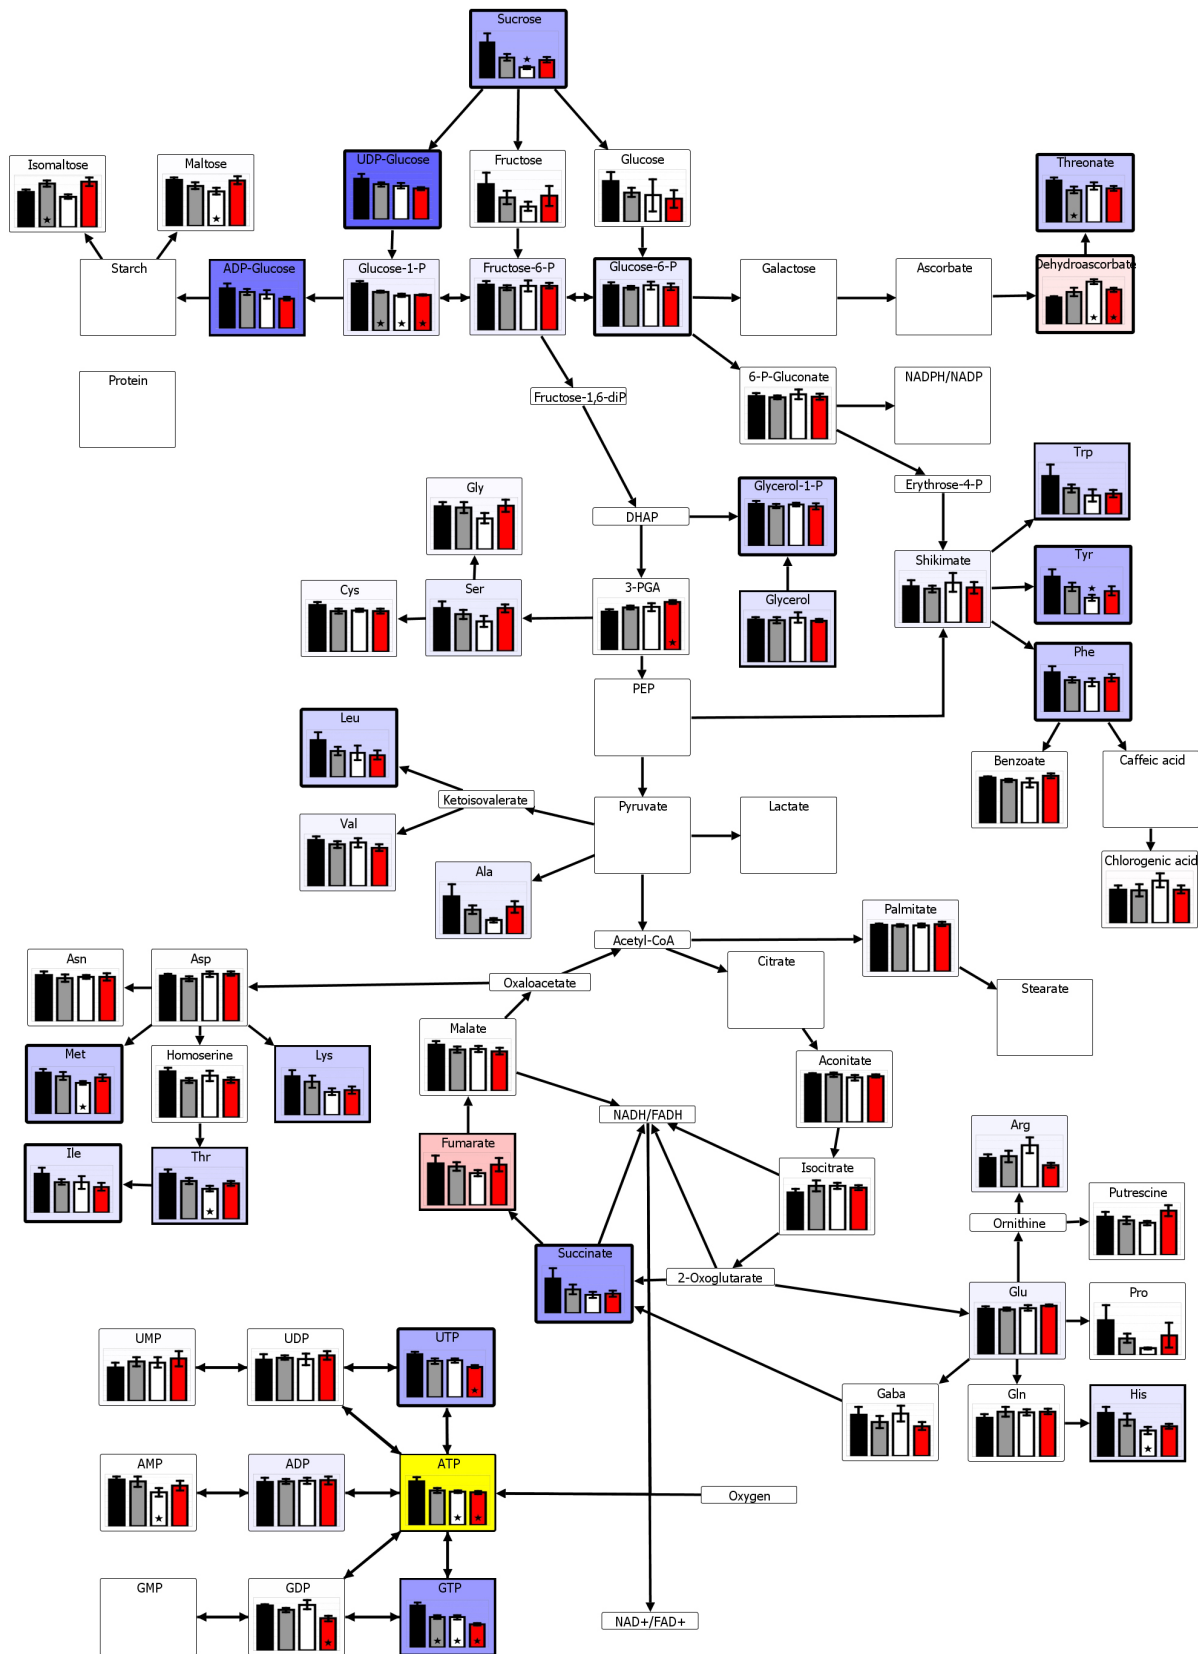 Sucrose
Isomaltose
Maltose
UDP-Glucose
Fructose
Glucose
Threonate
Starch
ADP-Glucose
Glucose-1-P
Fructose-6-P
Glucose-6-P
Galactose
Ascorbate
Dehydroascorbate
Protein
Fructose-1,6-diP
6-P-Gluconate
NADPH/NADP
Gly
DHAP
Glycerol-1-P
Erythrose-4-P
Trp
Cys
Ser
3-PGA
Glycerol
Shikimate
Tyr
PEP
Phe
Leu
Benzoate
Caffeic acid
Ketoisovalerate
Pyruvate
Lactate
Val
Ala
Chlorogenic acid
Palmitate
Acetyl-CoA
Asn
Asp
Oxaloacetate
Citrate
Stearate
Malate
Met
Homoserine
Lys
Aconitate
NADH/FADH
Ile
Thr
Fumarate
Isocitrate
Arg
Putrescine
Ornithine
Succinate
2-Oxoglutarate
Glu
Pro
UMP
UDP
UTP
Gaba
Gln
His
AMP
ADP
ATP
Oxygen
GMP
GDP
GTP
NAD+/FAD+